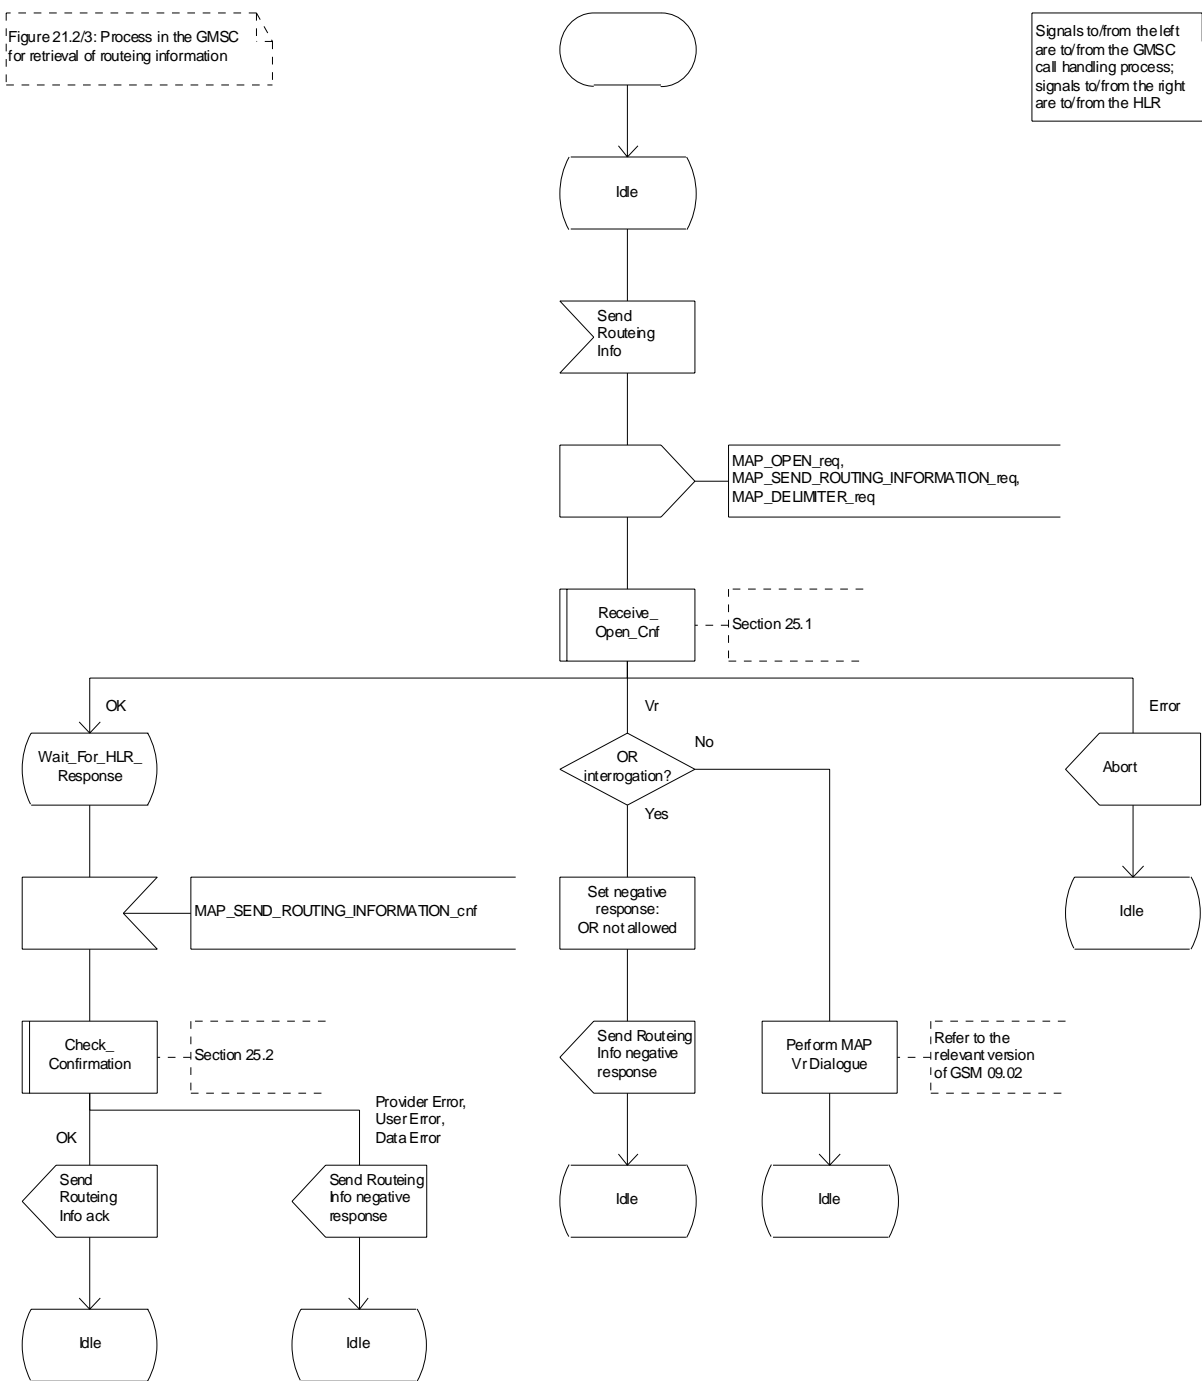 Figure 21.2/3: Process in the GMSC
for retrieval of routeing information
Signals to/from the left
are to/from the GMSC
call handling process;
signals to/from the right
are to/from the HLR
Idle
Send
Routeing
Info
MAP_OPEN_req,
MAP_SEND_ROUTING_INFORMATION_req,
MAP_DELIMITER_req
Receive_
Open_Cnf
Section 25.1
OK
Vr
Error
Wait_For_HLR_
Response
OR
interrogation?
No
Yes
Abort
MAP_SEND_ROUTING_INFORMATION_cnf
Set negative
response:
OR not allowed
Idle
Check_
Confirmation
Section 25.2
Send Routeing
Info negative
response
Perform MAP
Vr Dialogue
Refer to the
relevant version
of GSM 09.02
OK
Provider Error,
User Error,
Data Error
Send
Routeing
Info ack
Send Routeing
Info negative
response
Idle
Idle
Idle
Idle